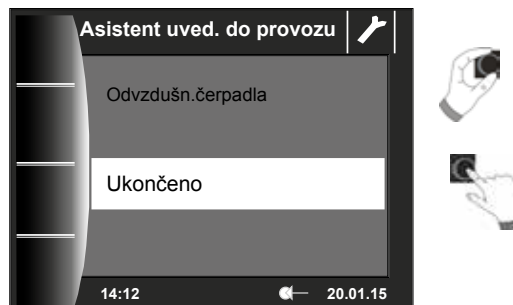 Asistent uved. do provozu
Odvzdušn.čerpadla
Ukončeno
14:12 20.01.15